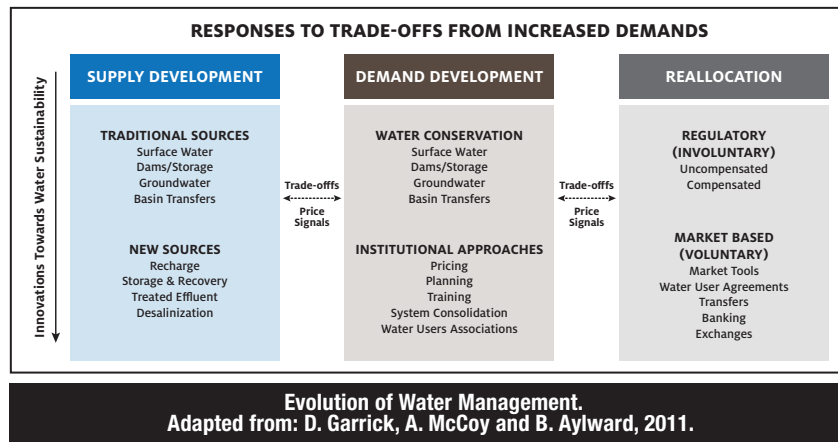 RESPONSES TO TRADE-OFFS FROM INCREASED DEMANDS
Innovations Towards Water Sustainability
SUPPLY DEVELOPMENT
TRADITIONAL SOURCES
Surface Water
Dams/Storage
Groundwater
Basin Transfers
NEW SOURCES
Recharge
Storage & Recovery
Treated Effluent
Desalinization
Trade-offfs
Price
Signals
DEMAND DEVELOPMENT
WATER CONSERVATION
Surface Water
Dams/Storage
Groundwater
Basin Transfers
INSTITUTIONAL APPROACHES
Pricing
Planning
Training
System Consolidation
Water Users Associations
Trade-offfs
Price
Signals
REALLOCATION
REGULATORY
(INVOLUNTARY)
Uncompensated
Compensated
MARKET BASED
(VOLUNTARY)
Market Tools
Water User Agreements
Transfers
Banking
Exchanges
Evolution of Water Management.
Adapted from: D. Garrick, A. McCoy and B. Aylward, 2011.